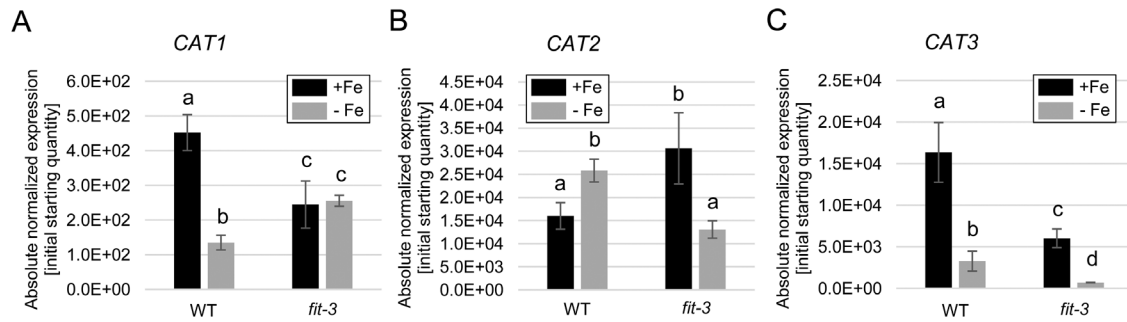 A
CAT1
Absolute normalized expression
[initial starting quantity]
6.0E+02
5.0E+02
4.0E+02
3.0E+02
2.0E+02
1.0E+02
0.0E+00
+Fe
- Fe
a
b
c
c
WT
fit-3
B
CAT2
Absolute normalized expression
[initial starting quantity]
4.5E+04
4.0E+04
3.5E+04
3.0E+04
2.5E+04
2.0E+04
1.5E+04
1.0E+04
5.0E+03
0.0E+00
+Fe
- Fe
a
b
b
a
WT
fit-3
C
CAT3
Absolute normalized expression
[initial starting quantity]
2.5E+04
2.0E+04
1.5E+04
1.0E+04
5.0E+03
0.0E+00
+Fe
- Fe
a
b
c
d
WT
fit-3